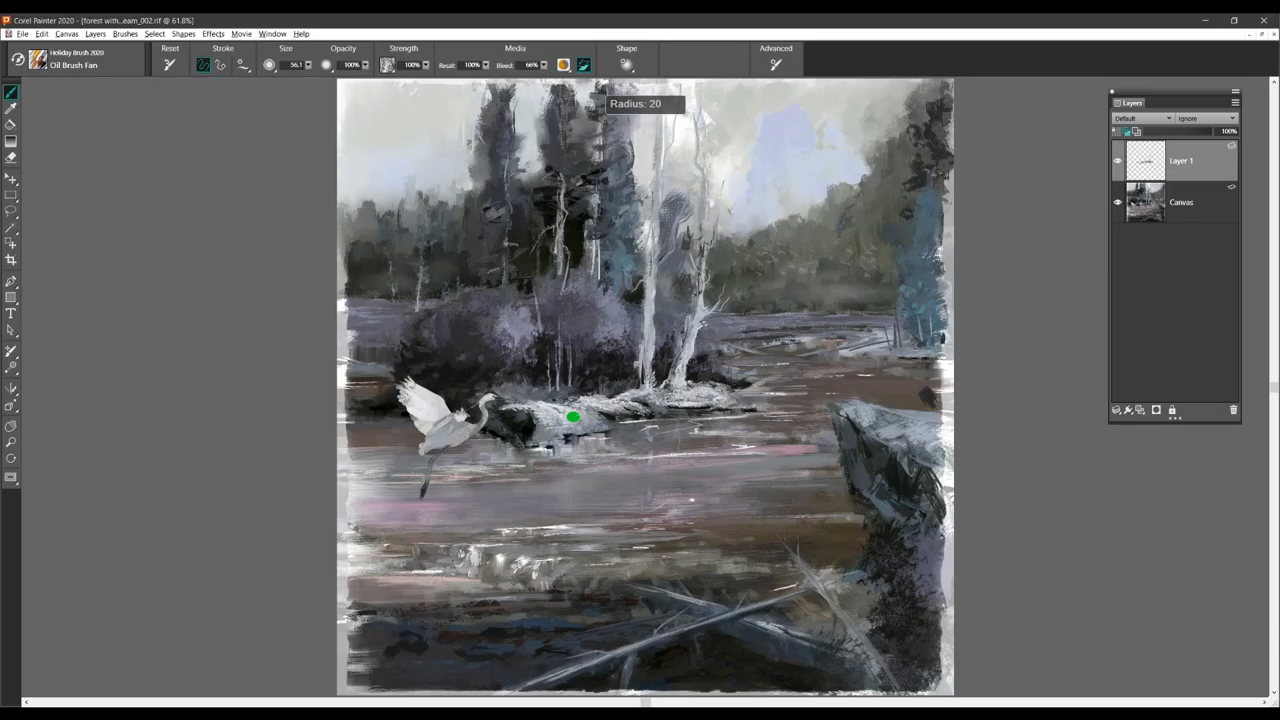 Corel Painter 2020 - [forest with...eam_002.rif @ 61.8%]
File Edit Canvas Layers Brushes Select Shapes Effects Movie Window Help
Holiday Brush 2020
Oil Brush Fan
Reset Stroke Size Opacity Strength Media Shape Advanced
56.1 100% 100% Resat: 100% Bleed: 66%
Radius: 20
Layers
Default Ignore
100%
Layer 1
Canvas